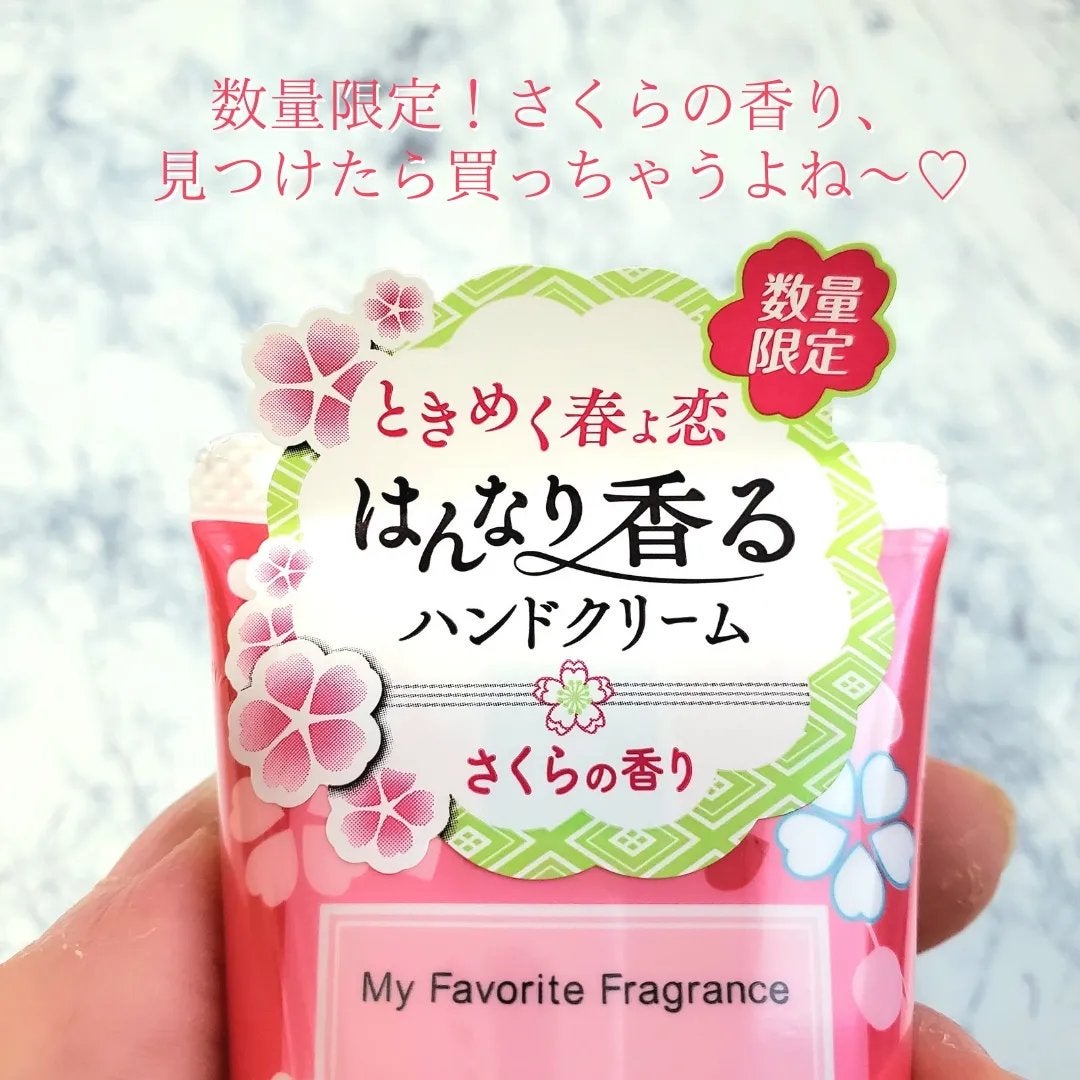 数量限定！さくらの香り、
見つけたら買っちゃうよね〜♡
数量
限定
ときめく春よ恋
はんなり香る
ハンドクリーム
さくらの香り
My Favorite Fragrance